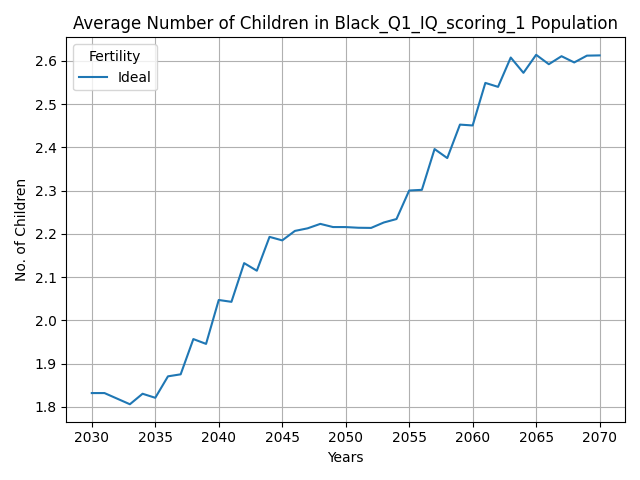 Average Number of Children in Black_Q1_IQ_scoring_1 Population
Fertility
Ideal
No. of Children
2.6
2.5
2.4
2.3
2.2
2.1
2.0
1.9
1.8
2030 2035 2040 2045 2050 2055 2060 2065 2070
Years